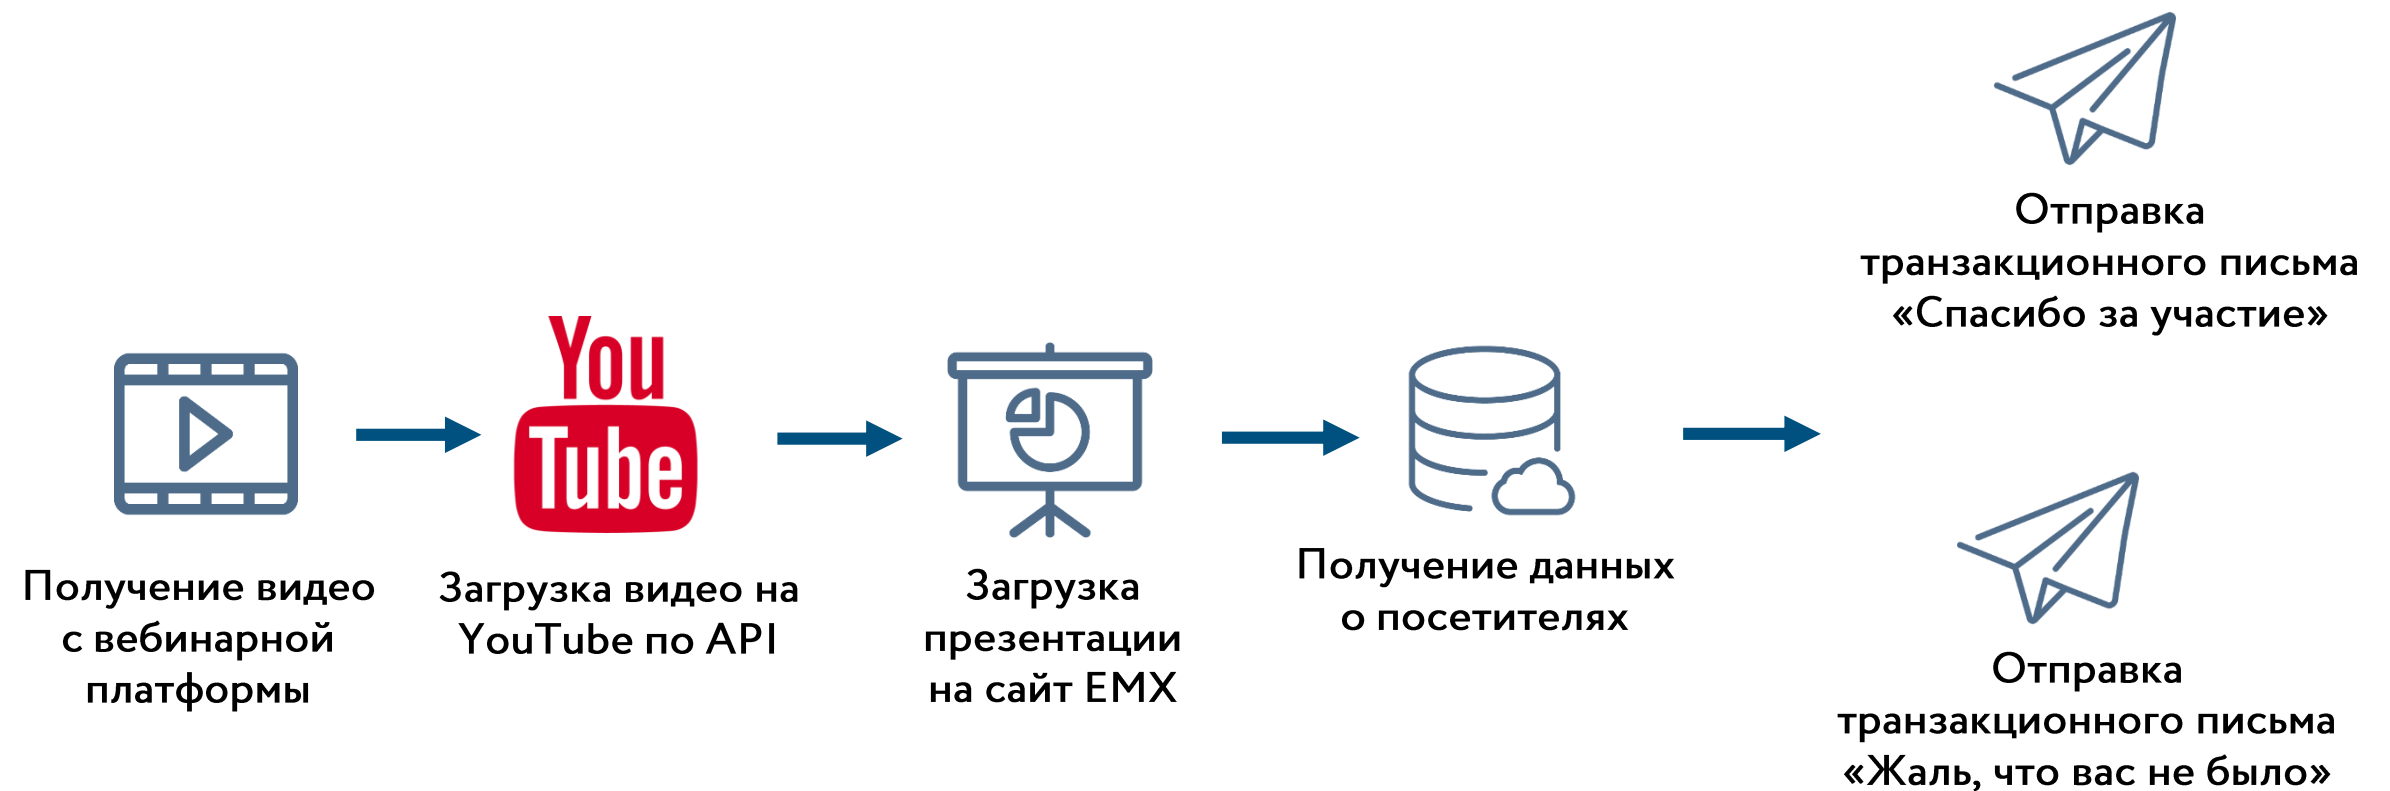 You
Tube
Получение видео
с вебинарной
платформы
Загрузка видео на
YouTube по API
Загрузка
презентации
на сайт EMX
Получение данных
о посетителях
Отправка
транзакционного письма
«Спасибо за участие»
Отправка
транзакционного письма
«Жаль, что вас не было»